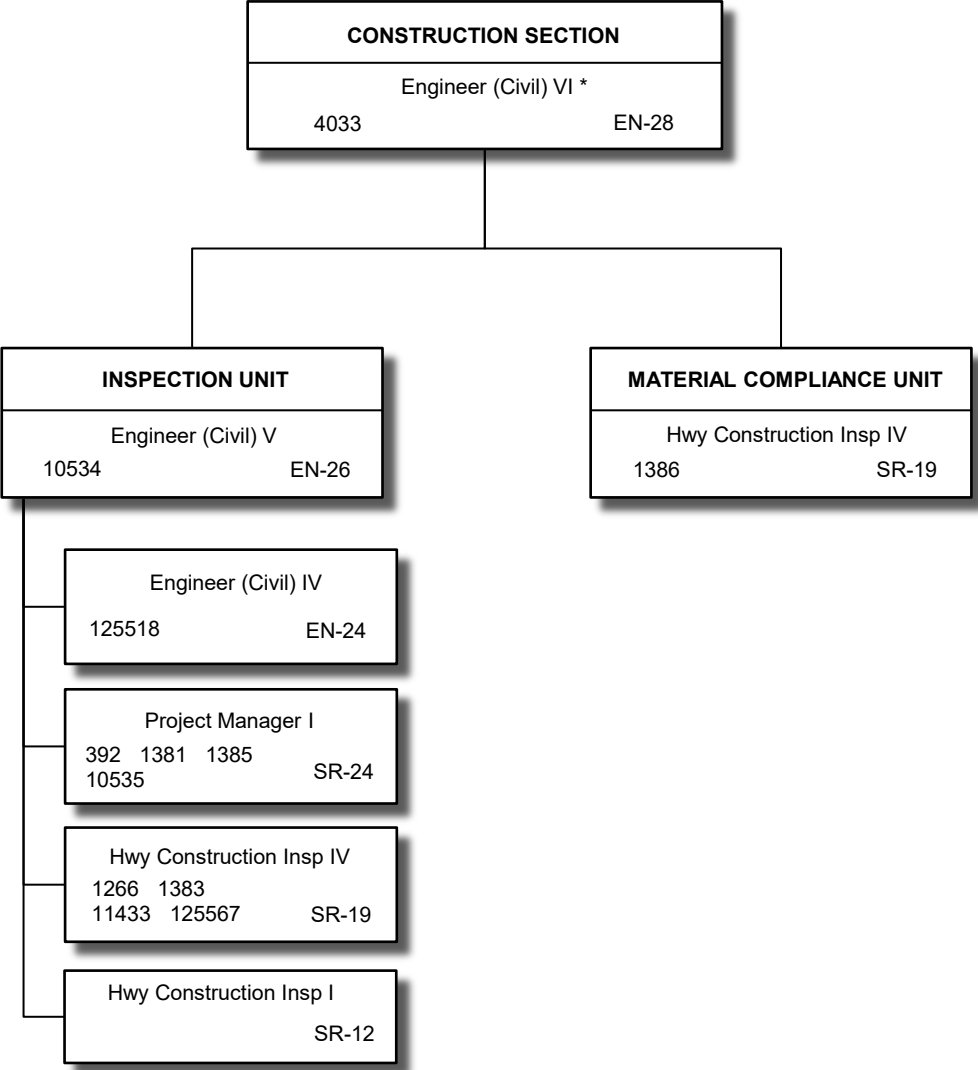 CONSTRUCTION SECTION
Engineer (Civil) VI *
4033 EN-28
INSPECTION UNIT
Engineer (Civil) V
10534 EN-26
MATERIAL COMPLIANCE UNIT
Hwy Construction Insp IV
1386 SR-19
Engineer (Civil) IV
125518 EN-24
Project Manager I
392 1381 1385
10535 SR-24
Hwy Construction Insp IV
1266 1383
11433 125567 SR-19
Hwy Construction Insp I
SR-12